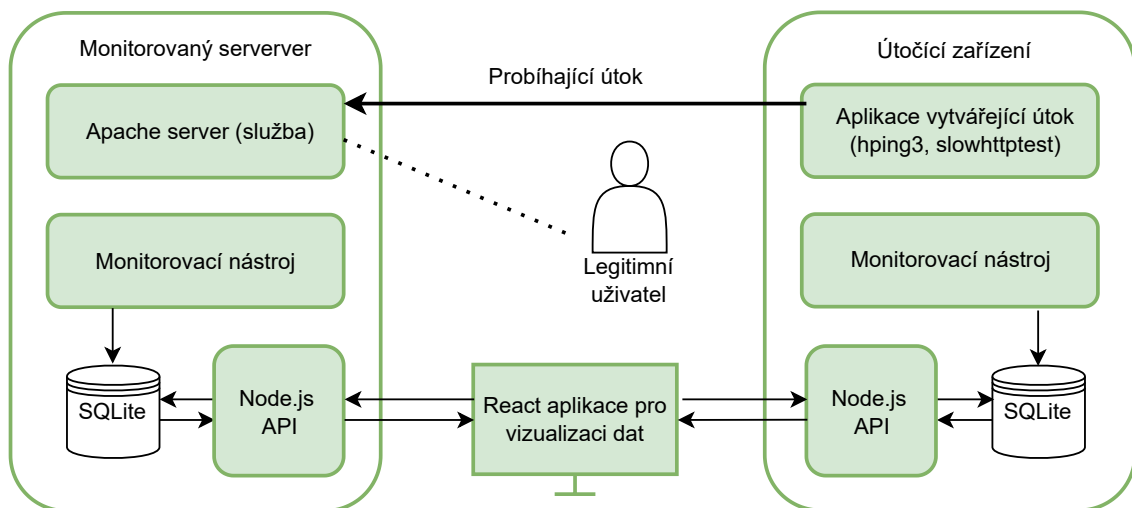 Monitorovaný serverver
Útočící zařízení
Probíhající útok
Apache server (služba)
Aplikace vytvářející útok
(hping3, slowhttptest)
Legitimní
uživatel
Monitorovací nástroj
Monitorovací nástroj
SQLite
Node.js
API
React aplikace pro
vizualizaci dat
Node.js
API
SQLite